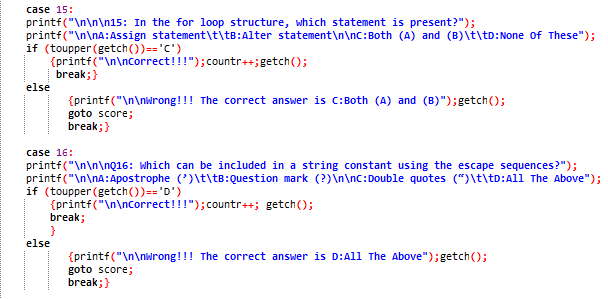 case 15:
printf("\n\n\n15: In the for loop structure, which statement is present?");
printf("\n\nA:Assign statement\t\tB:Alter statement\n\nC:Both (A) and (B)\t\tD:None Of These");
if (toupper(getch())=='C')
{printf("\n\nCorrect!!!");countr++;getch();
break;}
else
{printf("\n\nWrong!!! The correct answer is C:Both (A) and (B)");getch();
goto score;
break;}
case 16:
printf("\n\n\nQ16: Which can be included in a string constant using the escape sequences?");
printf("\n\nA:Apostrophe (’)\t\tB:Question mark (?)\n\nC:Double quotes (“)\t\tD:All The Above");
if (toupper(getch())=='D')
{printf("\n\nCorrect!!!");countr++; getch();
break;
}
else
{printf("\n\nWrong!!! The correct answer is D:All The Above");getch();
goto score;
break;}